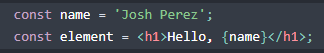 const name = 'Josh Perez';
const element = <h1>Hello, {name}</h1>;